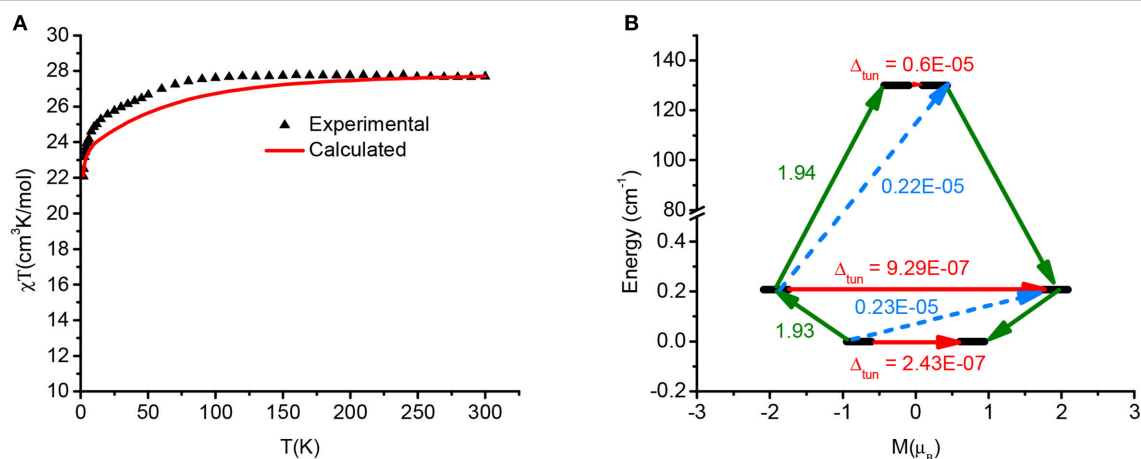 A
30
28
26
24
22
20
18
16
14
12
10
χT(cm³K/mol)
Experimental
Calculated
0
50
100
150
200
250
300
T(K)
B
130
120
100
80
0.4
0.2
0.0
-0.2
Energy (cm⁻¹)
Δtun = 0.6E-05
1.94
0.22E-05
Δtun = 9.29E-07
0.23E-05
1.93
Δtun = 2.43E-07
-3
-2
-1
0
1
2
3
M(μB)